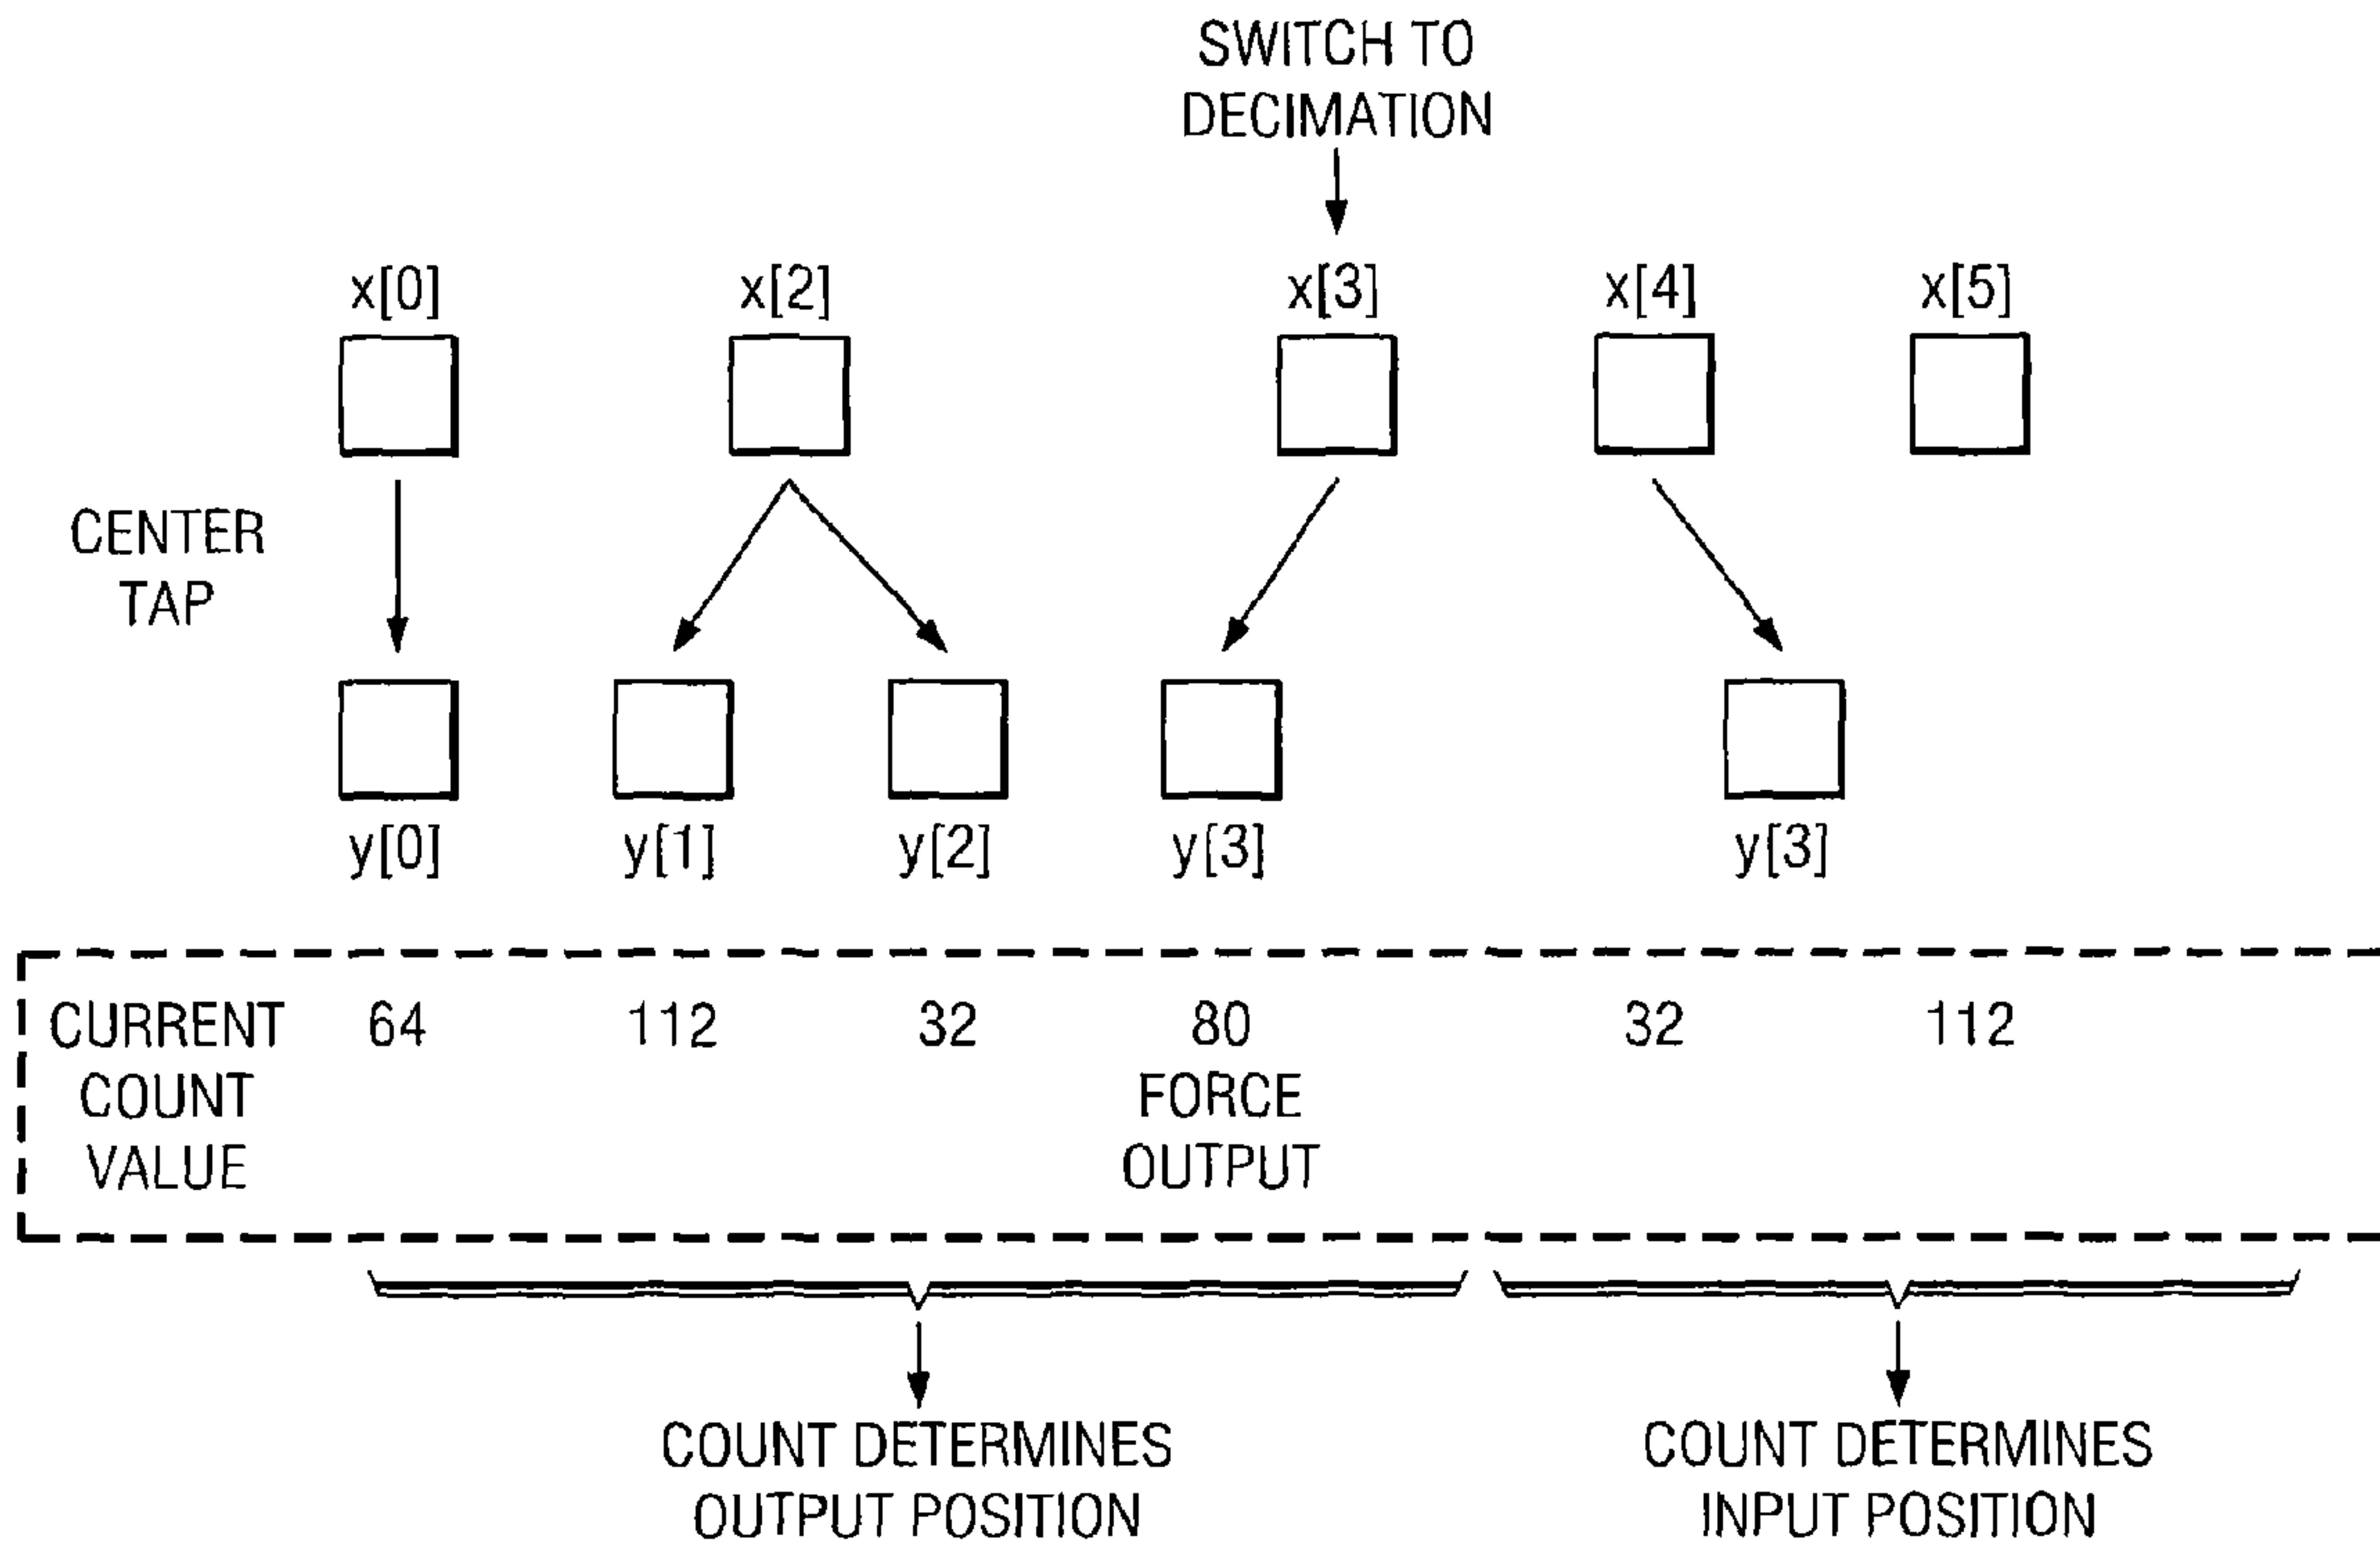 SWITCH TO
DECIMATION
x[0] x[2] x[3] x[4] x[5]
CENTER
TAP
y[0] y[1] y[2] y[3] y[3]
CURRENT 64 112 32 80 32 112
COUNT FORCE
VALUE OUTPUT
COUNT DETERMINES
OUTPUT POSITION
COUNT DETERMINES
INPUT POSITION